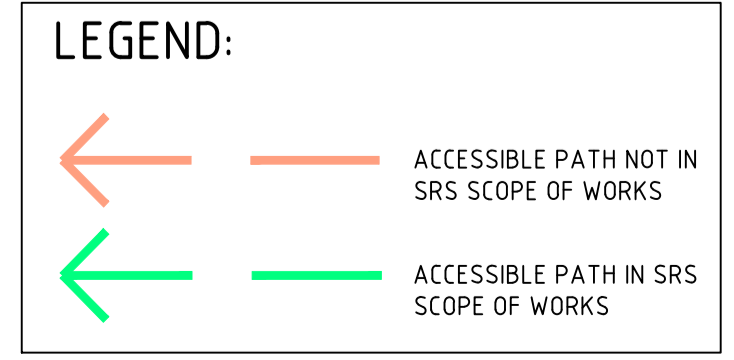 LEGEND:
ACCESSIBLE PATH NOT IN
SRS SCOPE OF WORKS
ACCESSIBLE PATH IN SRS
SCOPE OF WORKS